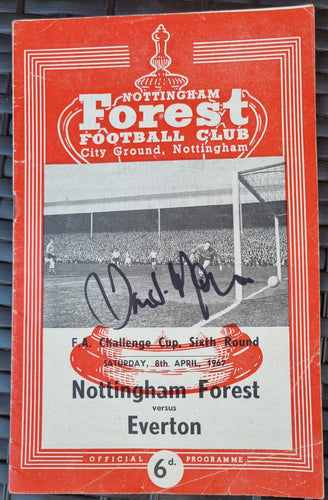 NOTTINGHAM
Forest
FOOTBALL CLUB
City Ground, Nottingham
F.A. Challenge Cup, Sixth Round
SATURDAY, 8th APRIL, 1967
Nottingham Forest
versus
Everton
OFFICIAL 6d. PROGRAMME